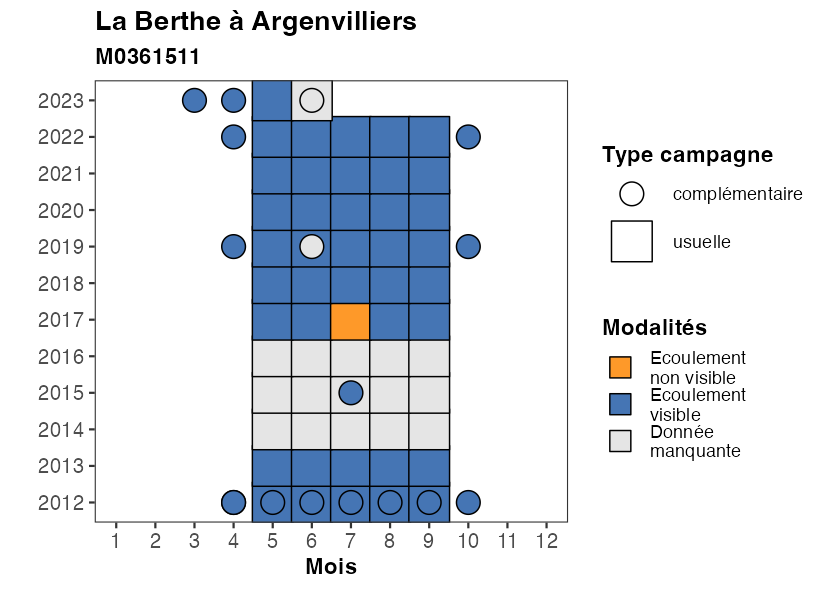 La Berthe à Argenvilliers
M0361511
2023
2022
2021
2020
2019
2018
2017
2016
2015
2014
2013
2012
1 2 3 4 5 6 7 8 9 10 11 12
Mois
Type campagne
complémentaire
usuelle
Modalités
Ecoulement
non visible
Ecoulement
visible
Donnée
manquante